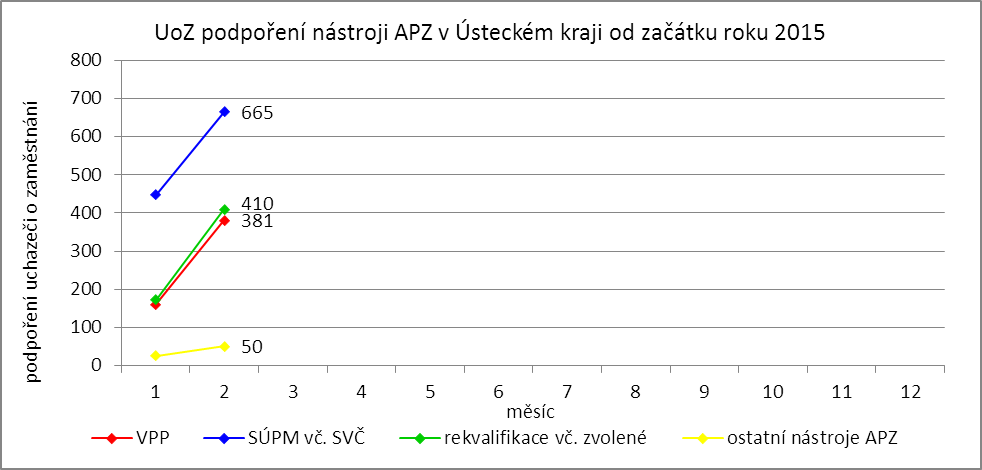 UoZ podpoření nástroji APZ v Ústeckém kraji od začátku roku 2015
podpoření uchazeči o zaměstnání
800
700
600
500
400
300
200
100
0
665
410
381
50
1 2 3 4 5 6 7 8 9 10 11 12
měsíc
VPP SÚPM vč. SVČ rekvalifikace vč. zvolené ostatní nástroje APZ